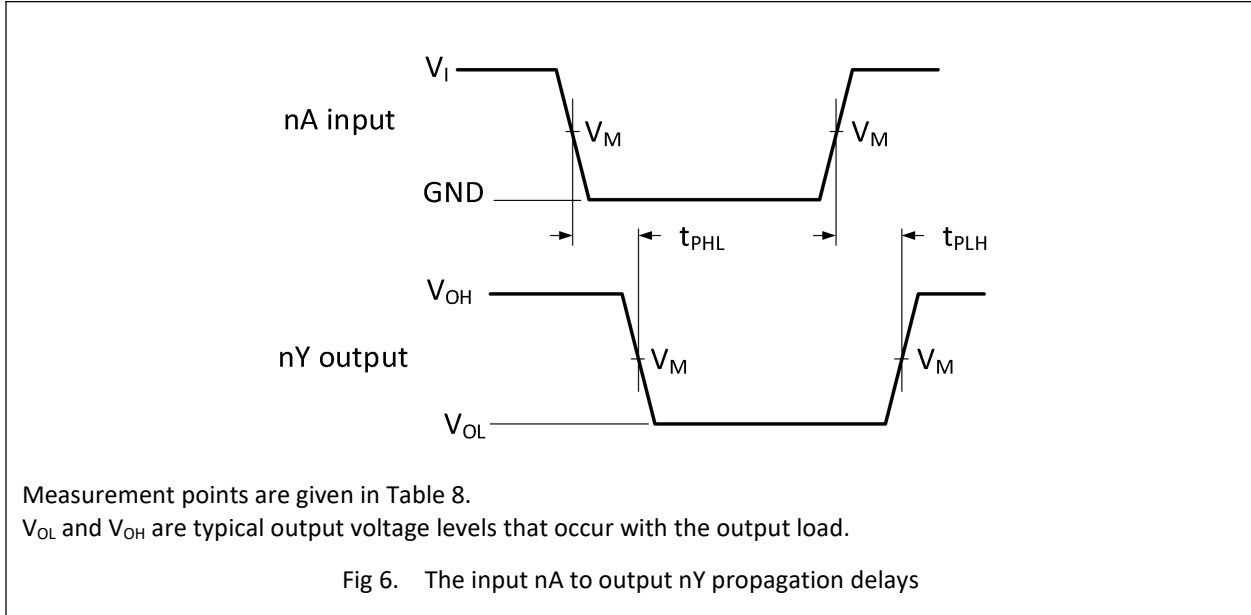 V_I
nA input
V_M
V_M
GND
t_PHL
t_PLH
V_OH
nY output
V_M
V_M
V_OL
Measurement points are given in Table 8.
V_OL and V_OH are typical output voltage levels that occur with the output load.
Fig 6. The input nA to output nY propagation delays